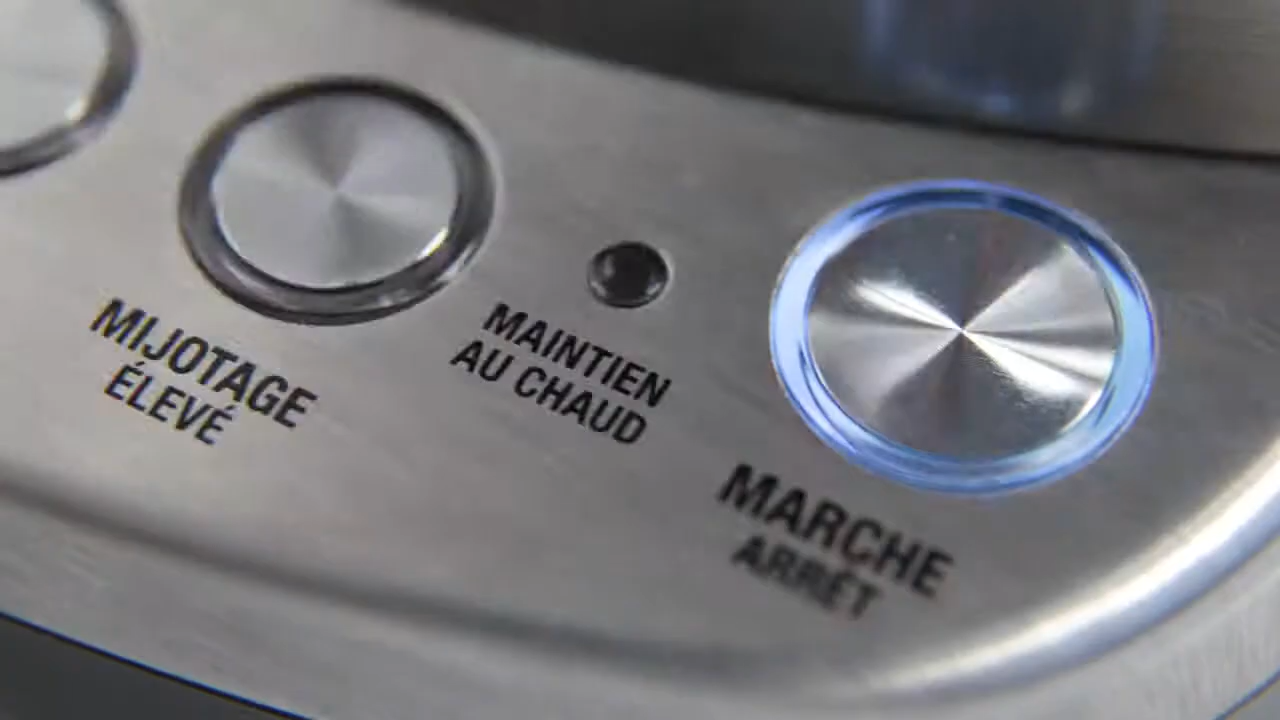 MIJOTAGE
ÉLEVÉ
MAINTIEN
AU CHAUD
MARCHE
ARRÊT